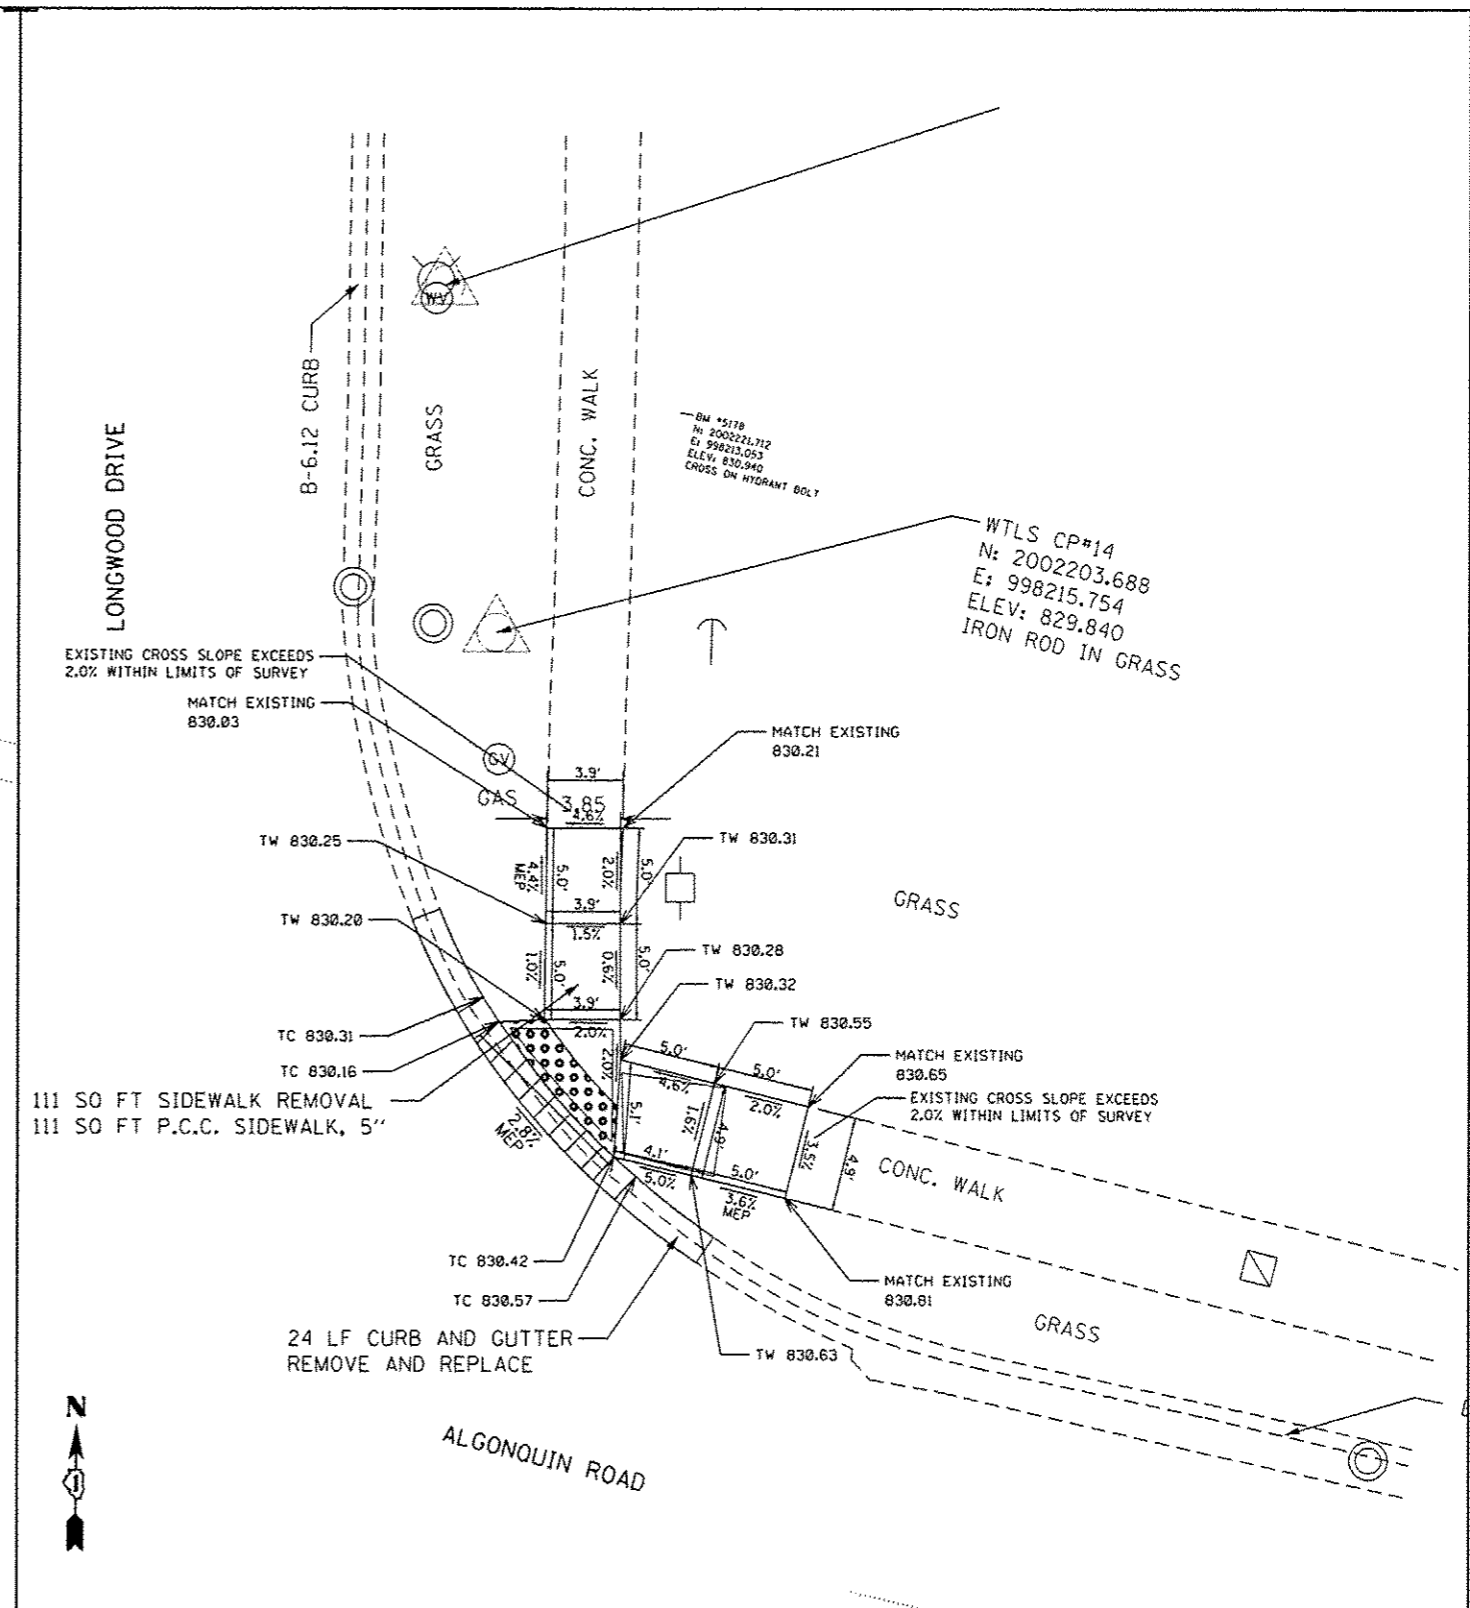 LONGWOOD DRIVE
B-6.12 CURB
GRASS
CONC. WALK
WV
BM #5178
N: 2002221.712
E: 998213.053
ELEV: 830.940
CROSS ON HYDRANT BOLT
WTLS CP#14
N: 2002203.688
E: 998215.754
ELEV: 829.840
IRON ROD IN GRASS
EXISTING CROSS SLOPE EXCEEDS
2.0% WITHIN LIMITS OF SURVEY
MATCH EXISTING
830.03
MATCH EXISTING
830.21
GV
GAS
3.9'
3.85
4.6%
TW 830.25
TW 830.31
4.4%
MEP
5.0'
2.0%
5.0'
3.9'
1.5%
GRASS
TW 830.20
TW 830.28
1.0%
5.0'
0.6%
5.0'
TW 830.32
3.9'
2.0%
TC 830.31
TW 830.55
TC 830.16
2.0%
5.0'
4.6%
5.0'
2.0%
MATCH EXISTING
830.65
111 SQ FT SIDEWALK REMOVAL
111 SQ FT P.C.C. SIDEWALK, 5"
EXISTING CROSS SLOPE EXCEEDS
2.0% WITHIN LIMITS OF SURVEY
2.8%
MEP
5.1'
1.6%
4.9'
3.5%
4.9'
4.1'
5.0%
5.0'
3.6%
MEP
CONC. WALK
TC 830.42
TC 830.57
MATCH EXISTING
830.81
24 LF CURB AND GUTTER
REMOVE AND REPLACE
TW 830.63
GRASS
N
ALGONQUIN ROAD